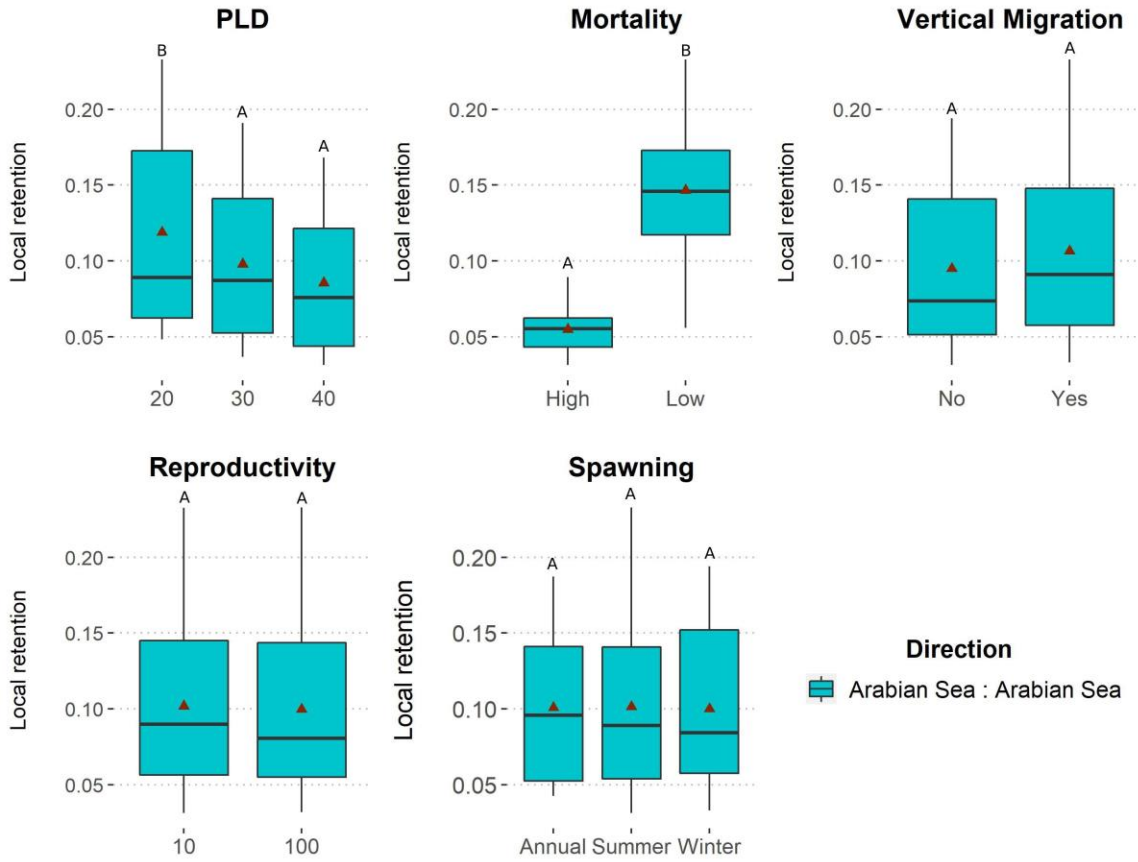 PLD
Mortality
Vertical Migration
Local retention
0.20
0.15
0.10
0.05
B
A
A
20
30
40
Local retention
0.20
0.15
0.10
0.05
A
B
High
Low
Local retention
0.20
0.15
0.10
0.05
A
A
No
Yes
Reproductivity
Spawning
Local retention
0.20
0.15
0.10
0.05
A
A
10
100
Local retention
0.20
0.15
0.10
0.05
A
A
A
Annual
Summer
Winter
Direction
Arabian Sea : Arabian Sea